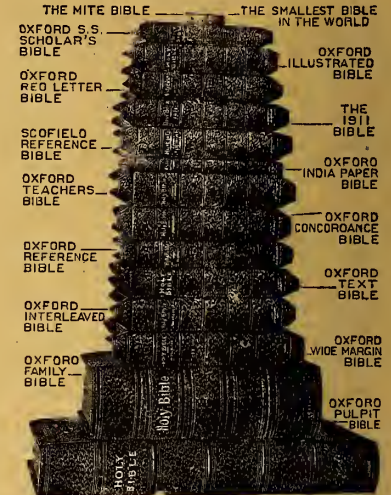 THE MITE BIBLE
THE SMALLEST BIBLE
IN THE WORLD
OXFORD S.S.
SCHOLAR'S
BIBLE
OXFORD
ILLUSTRATED
BIBLE
OXFORD
RED LETTER
BIBLE
THE
1911
BIBLE
SCOFIELD
REFERENCE
BIBLE
OXFORD
INDIA PAPER
BIBLE
OXFORD
TEACHERS
BIBLE
OXFORD
CONCORDANCE
BIBLE
OXFORD
REFERENCE
BIBLE
OXFORD
TEXT
BIBLE
OXFORD
INTERLEAVED
BIBLE
OXFORD
WIDE MARGIN
BIBLE
OXFORD
FAMILY
BIBLE
OXFORD
PULPIT
BIBLE
HOLY
BIBLE
Holy Bible
HOLY
BIBLE